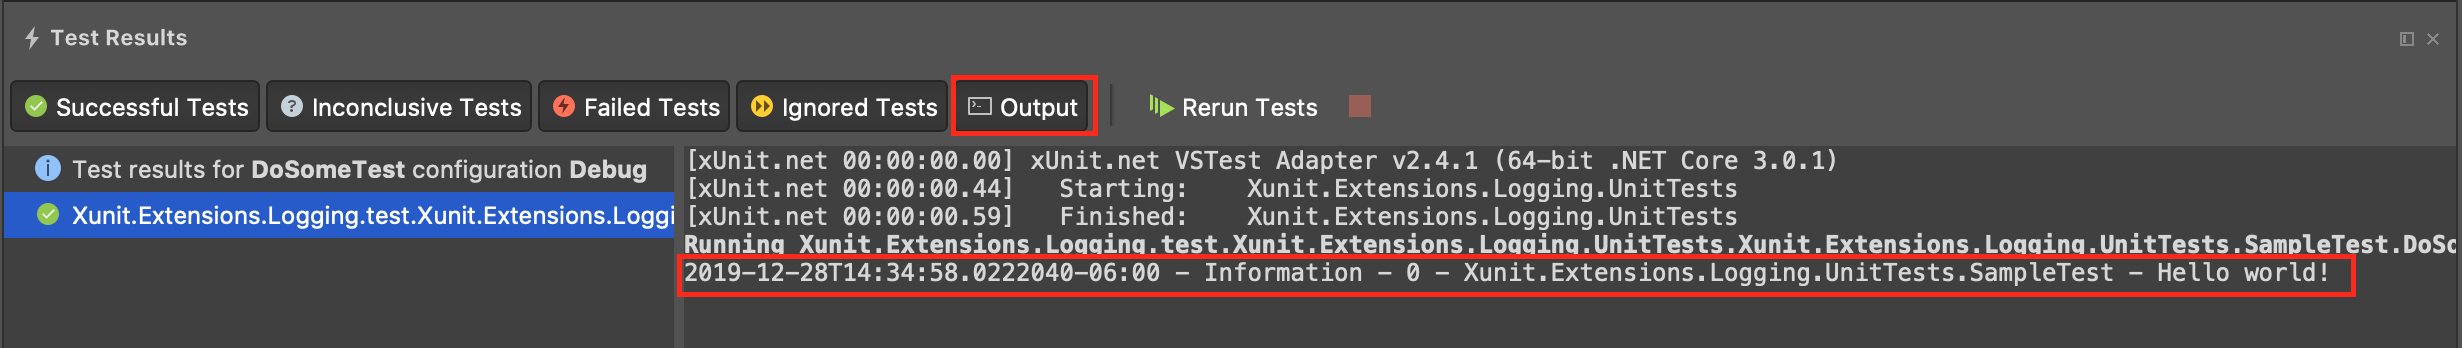 Test Results
Successful Tests Inconclusive Tests Failed Tests Ignored Tests Output Rerun Tests
Test results for DoSomeTest configuration Debug
Xunit.Extensions.Logging.test.Xunit.Extensions.Loggi
[xUnit.net 00:00:00.00] xUnit.net VSTest Adapter v2.4.1 (64-bit .NET Core 3.0.1)
[xUnit.net 00:00:00.44]   Starting:    Xunit.Extensions.Logging.UnitTests
[xUnit.net 00:00:00.59]   Finished:    Xunit.Extensions.Logging.UnitTests
Running Xunit.Extensions.Logging.test.Xunit.Extensions.Logging.UnitTests.Xunit.Extensions.Logging.UnitTests.SampleTest.DoSo
2019-12-28T14:34:58.0222040-06:00 - Information - 0 - Xunit.Extensions.Logging.UnitTests.SampleTest - Hello world!